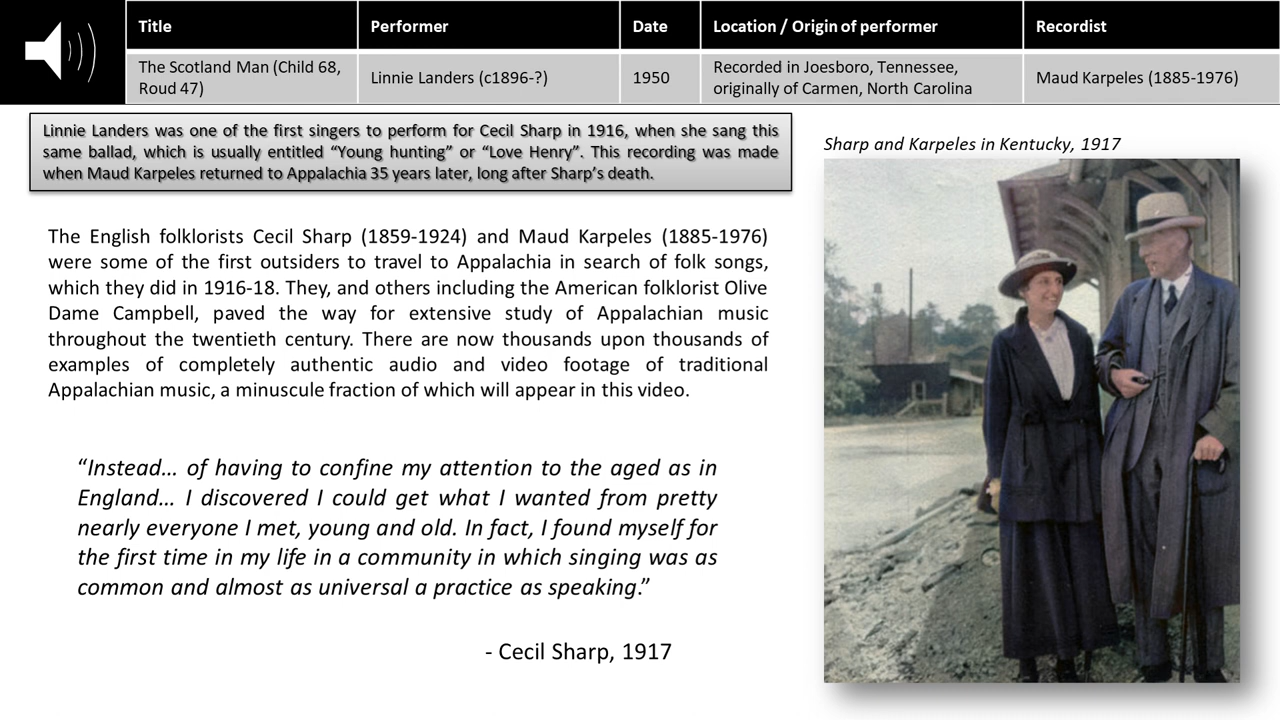 Title
Performer
Date
Location / Origin of performer
Recordist
The Scotland Man (Child 68,
Roud 47)
Linnie Landers (c1896-?)
1950
Recorded in Joesboro, Tennessee,
originally of Carmen, North Carolina
Maud Karpeles (1885-1976)
Linnie Landers was one of the first singers to perform for Cecil Sharp in 1916, when she sang this
same ballad, which is usually entitled “Young hunting” or “Love Henry”. This recording was made
when Maud Karpeles returned to Appalachia 35 years later, long after Sharp’s death.
Sharp and Karpeles in Kentucky, 1917
The English folklorists Cecil Sharp (1859-1924) and Maud Karpeles (1885-1976)
were some of the first outsiders to travel to Appalachia in search of folk songs,
which they did in 1916-18. They, and others including the American folklorist Olive
Dame Campbell, paved the way for extensive study of Appalachian music
throughout the twentieth century. There are now thousands upon thousands of
examples of completely authentic audio and video footage of traditional
Appalachian music, a minuscule fraction of which will appear in this video.
“Instead… of having to confine my attention to the aged as in
England… I discovered I could get what I wanted from pretty
nearly everyone I met, young and old. In fact, I found myself for
the first time in my life in a community in which singing was as
common and almost as universal a practice as speaking.”
- Cecil Sharp, 1917